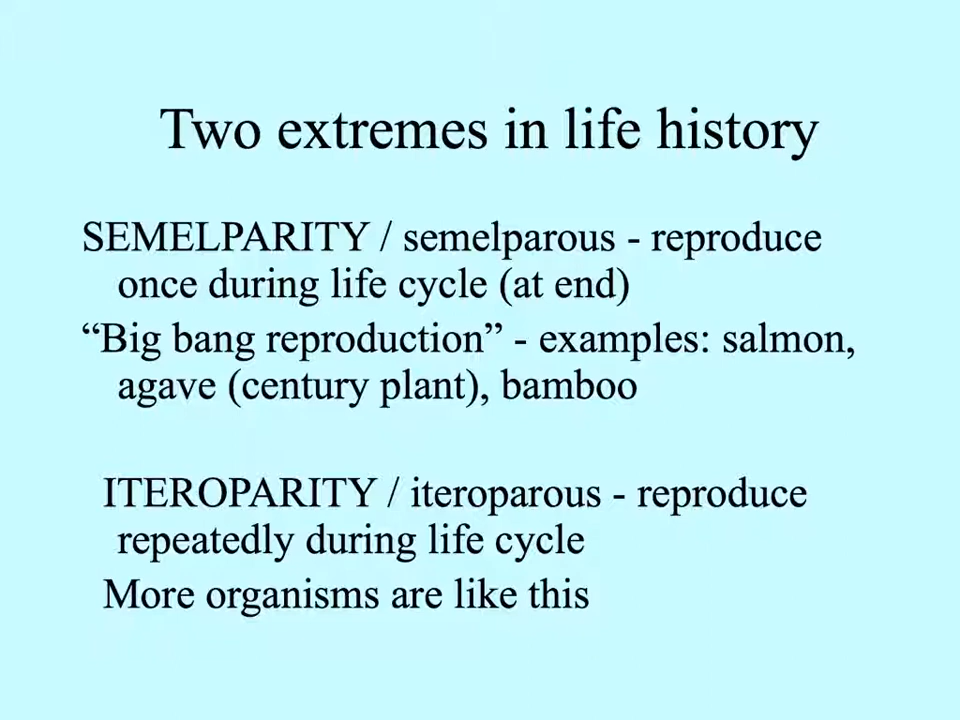 Two extremes in life history
SEMELPARITY / semelparous - reproduce
once during life cycle (at end)
“Big bang reproduction” - examples: salmon,
agave (century plant), bamboo
ITEROPARITY / iteroparous - reproduce
repeatedly during life cycle
More organisms are like this